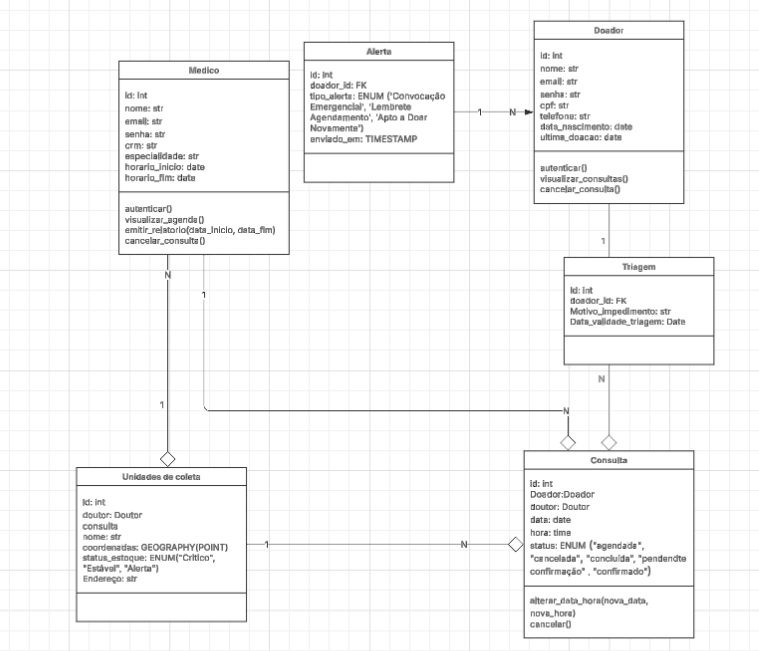 Medico
id: int
nome: str
email: str
senha: str
crm: str
especialidade: str
horario_inicio: date
horario_fim: date
autenticar()
visualizar_agenda()
emitir_relatorio(data_inicio, data_fim)
cancelar_consulta()
Alerta
id: int
doador_id: FK
tipo_alerta: ENUM ('Convocação
Emergencial', 'Lembrete
Agendamento', 'Apto a Doar
Novamente')
enviado_em: TIMESTAMP
1
N
Doador
id: int
nome: str
email: str
senha: str
cpf: str
telefone: str
data_nascimento: date
ultima_doacao: date
autenticar()
visualizar_consultas()
cancelar_consulta()
1
Triagem
id: int
doador_id: FK
Motivo_impedimento: str
Data_validade_triagem: Date
N
N
1
1
N
Unidades de coleta
id: int
doutor: Doutor
consulta
nome: str
coordenadas: GEOGRAPHY(POINT)
status_estoque: ENUM("Crítico",
"Estável", "Alerta")
Endereço: str
1
N
Consulta
id: int
Doador:Doador
doutor: Doutor
data: date
hora: time
status: ENUM ("agendada",
"cancelada", "concluída", "pendendte
confirmação" , "confirmado")
alterar_data_hora(nova_data,
nova_hora)
cancelar()